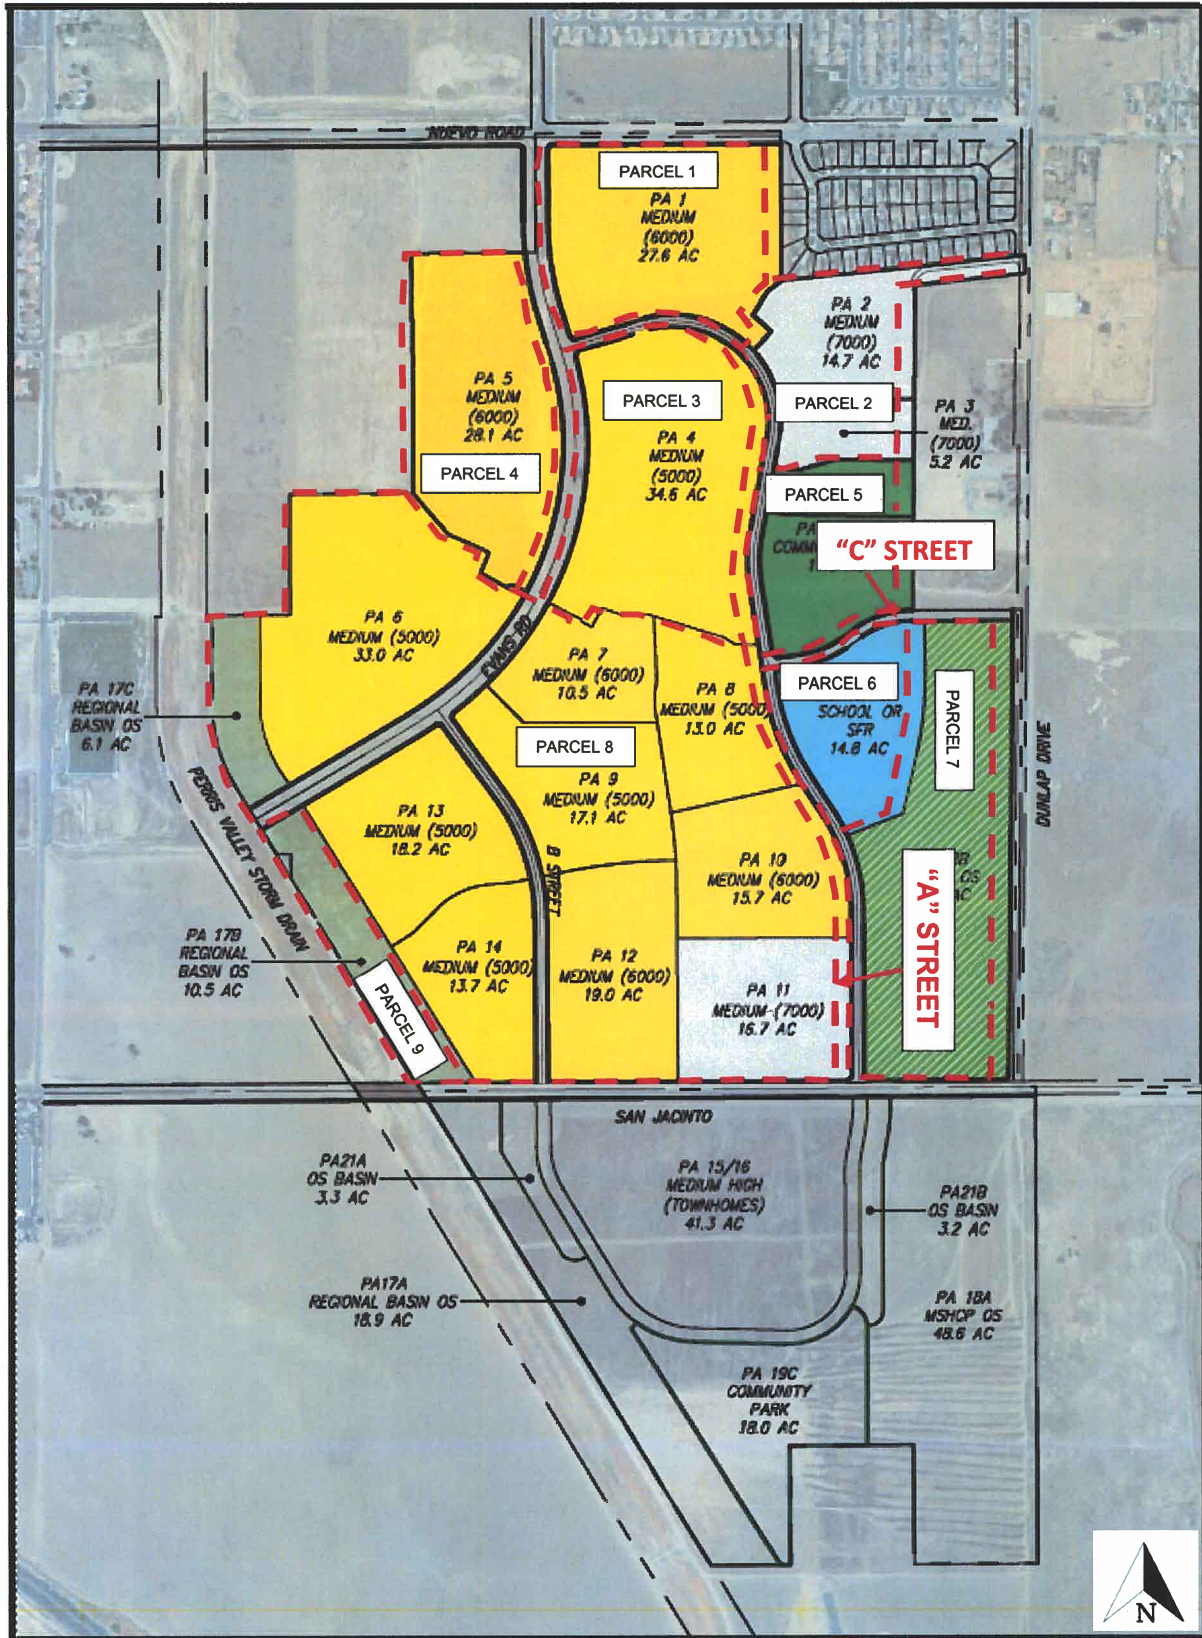 NUEVO ROAD
PARCEL 1
PA 1
MEDIUM
(6000)
27.6 AC
PA 2
MEDIUM
(7000)
14.7 AC
PARCEL 2
PA 3
MED.
(7000)
5.2 AC
PA 5
MEDIUM
(6000)
28.1 AC
PARCEL 4
PARCEL 3
PA 4
MEDIUM
(5000)
34.6 AC
PARCEL 5
PA
COMM
"C" STREET
PA 6
MEDIUM (5000)
33.0 AC
EVANS RD
PA 7
MEDIUM (6000)
10.5 AC
PA 8
MEDIUM (5000)
13.0 AC
PARCEL 6
SCHOOL OR
SFR
14.8 AC
PARCEL 7
DUNLAP DRIVE
PA 17C
REGIONAL
BASIN OS
6.1 AC
PARCEL 8
PA 9
MEDIUM (5000)
17.1 AC
PERRIS VALLEY STORM DRAIN
PA 13
MEDIUM (5000)
18.2 AC
B STREET
PA 10
MEDIUM (6000)
15.7 AC
OS
AC
"A" STREET
PA 17B
REGIONAL
BASIN OS
10.5 AC
PARCEL 9
PA 14
MEDIUM (5000)
13.7 AC
PA 12
MEDIUM (6000)
19.0 AC
PA 11
MEDIUM (7000)
16.7 AC
SAN JACINTO
PA21A
OS BASIN
3.3 AC
PA 15/16
MEDIUM HIGH
(TOWNHOMES)
41.3 AC
PA21B
OS BASIN
3.2 AC
PA17A
REGIONAL BASIN OS
18.9 AC
PA 18A
MSHCP OS
48.6 AC
PA 19C
COMMUNITY
PARK
18.0 AC
N